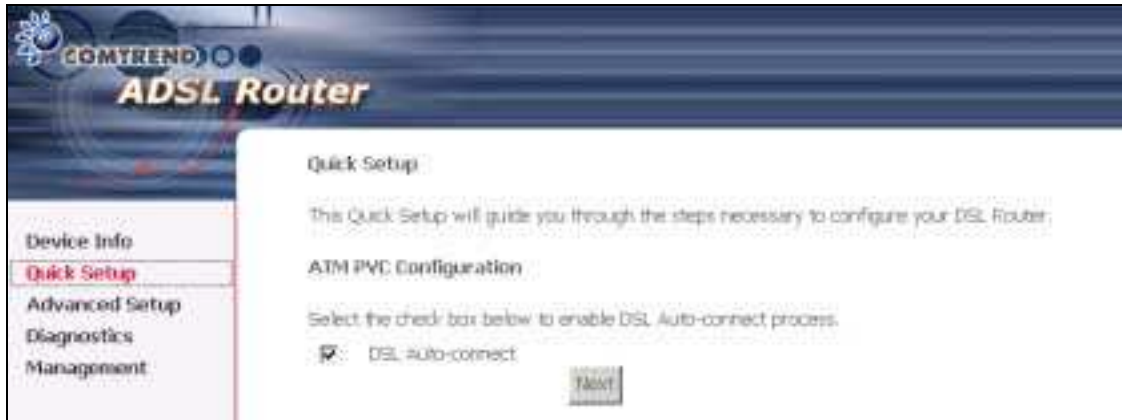 COMTREND
ADSL Router
Device Info
Quick Setup
Advanced Setup
Diagnostics
Management
Quick Setup
This Quick Setup will guide you through the steps necessary to configure your DSL Router.
ATM PVC Configuration
Select the check box below to enable DSL Auto-connect process.
DSL Auto-connect
Next